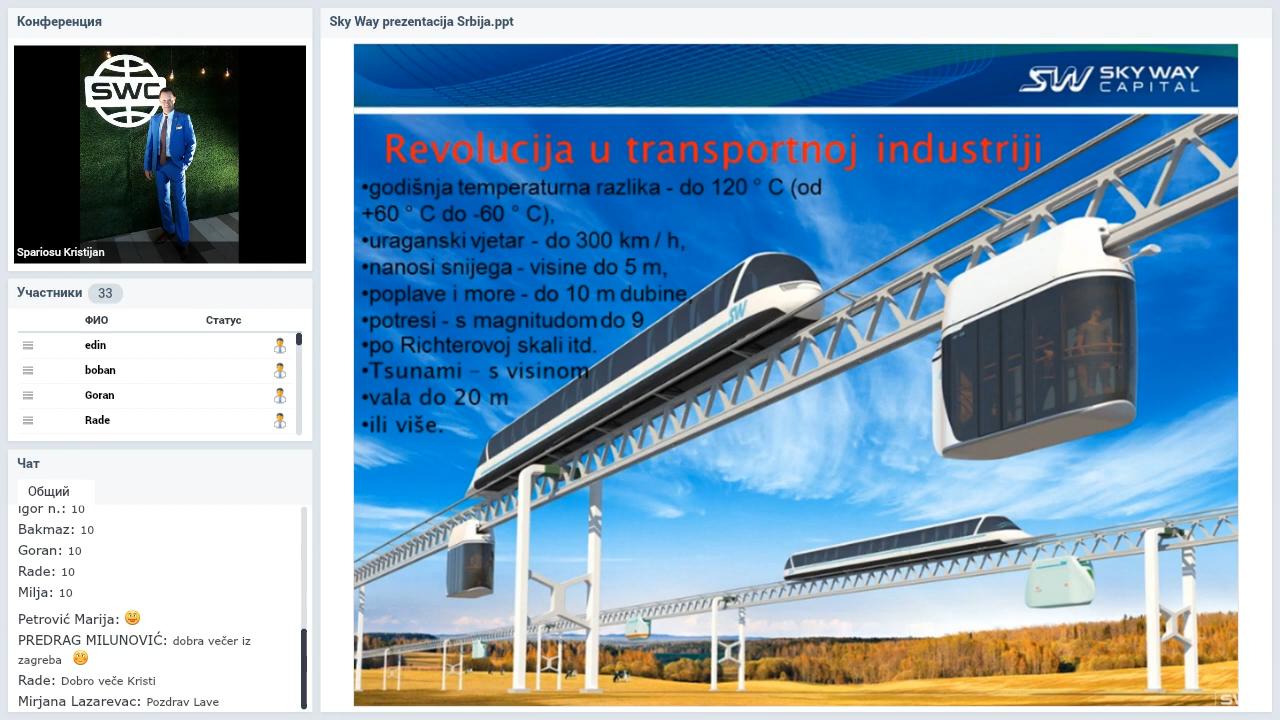 Конференция
SWC
Spariosu Kristijan
Участники 33
ФИО Статус
edin
boban
Goran
Rade
Чат
Общий
igor n.: 10
Bakmaz: 10
Goran: 10
Rade: 10
Milja: 10
Petrović Marija:
PREDRAG MILUNOVIĆ: dobra večer iz
zagreba
Rade: Dobro veče Kristi
Mirjana Lazarevac: Pozdrav Lave
Sky Way prezentacija Srbija.ppt
SW SKY WAY
CAPITAL
Revolucija u transportnoj industriji
•godišnja temperaturna razlika - do 120 ° C (od
+60 ° C do -60 ° C),
•uraganski vjetar - do 300 km / h,
•nanosi snijega - visine do 5 m,
•poplave i more - do 10 m dubine,
•potresi - s magnitudom do 9
•po Richterovoj skali itd.
•Tsunami – s visinom
•vala do 20 m
•ili više.
SW